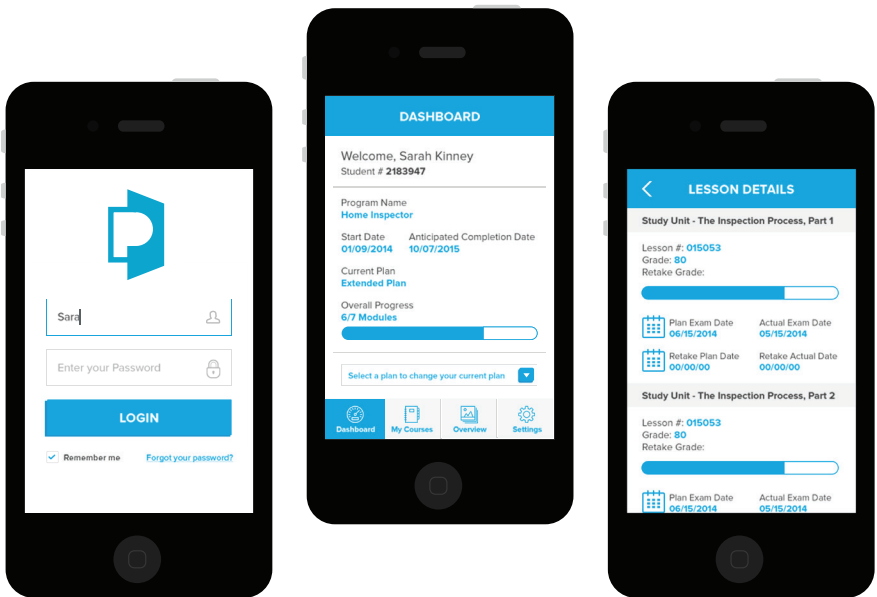 Sara
Enter your Password
LOGIN
Remember me Forgot your password?
DASHBOARD
Welcome, Sarah Kinney
Student # 2183947
Program Name
Home Inspector
Start Date Anticipated Completion Date
01/09/2014 10/07/2015
Current Plan
Extended Plan
Overall Progress
6/7 Modules
Select a plan to change your current plan
Dashboard My Courses Overview Settings
LESSON DETAILS
Study Unit - The Inspection Process, Part 1
Lesson #: 015053
Grade: 80
Retake Grade:
Plan Exam Date Actual Exam Date
06/15/2014 05/15/2014
Retake Plan Date Retake Actual Date
00/00/00 00/00/00
Study Unit - The Inspection Process, Part 2
Lesson #: 015053
Grade: 80
Retake Grade:
Plan Exam Date Actual Exam Date
06/15/2014 05/15/2014